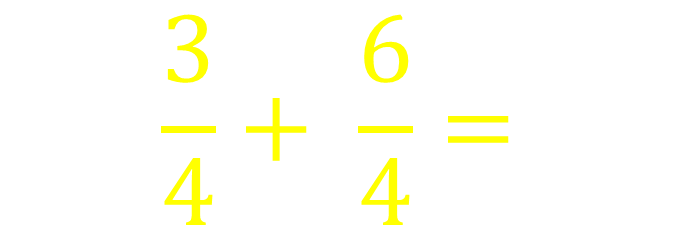 3/4 + 6/4 =